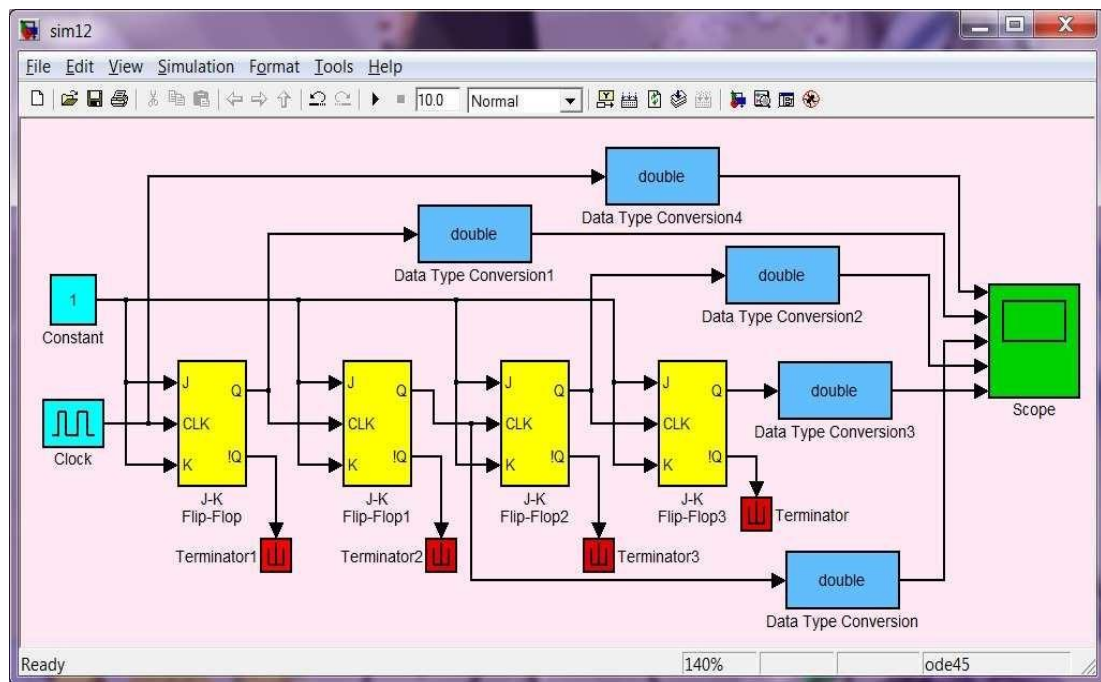 sim12
File Edit View Simulation Format Tools Help
10.0 Normal
double
Data Type Conversion4
double
Data Type Conversion1
double
Data Type Conversion2
1
Constant
Clock
J Q
CLK
K !Q
J-K
Flip-Flop
J Q
CLK
K !Q
J-K
Flip-Flop1
J Q
CLK
K !Q
J-K
Flip-Flop2
J Q
CLK
K !Q
J-K
Flip-Flop3
double
Data Type Conversion3
Scope
Terminator1
Terminator2
Terminator3
Terminator
double
Data Type Conversion
Ready 140% ode45